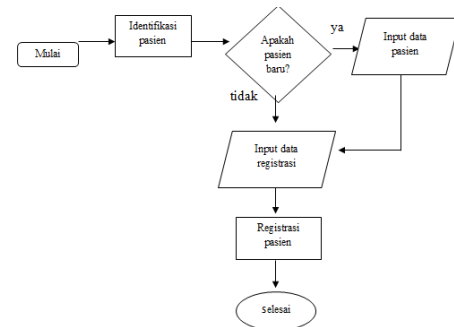 Mulai
Identifikasi
pasien
Apakah
pasien
baru?
ya
Input data
pasien
tidak
Input data
registrasi
Registrasi
pasien
selesai